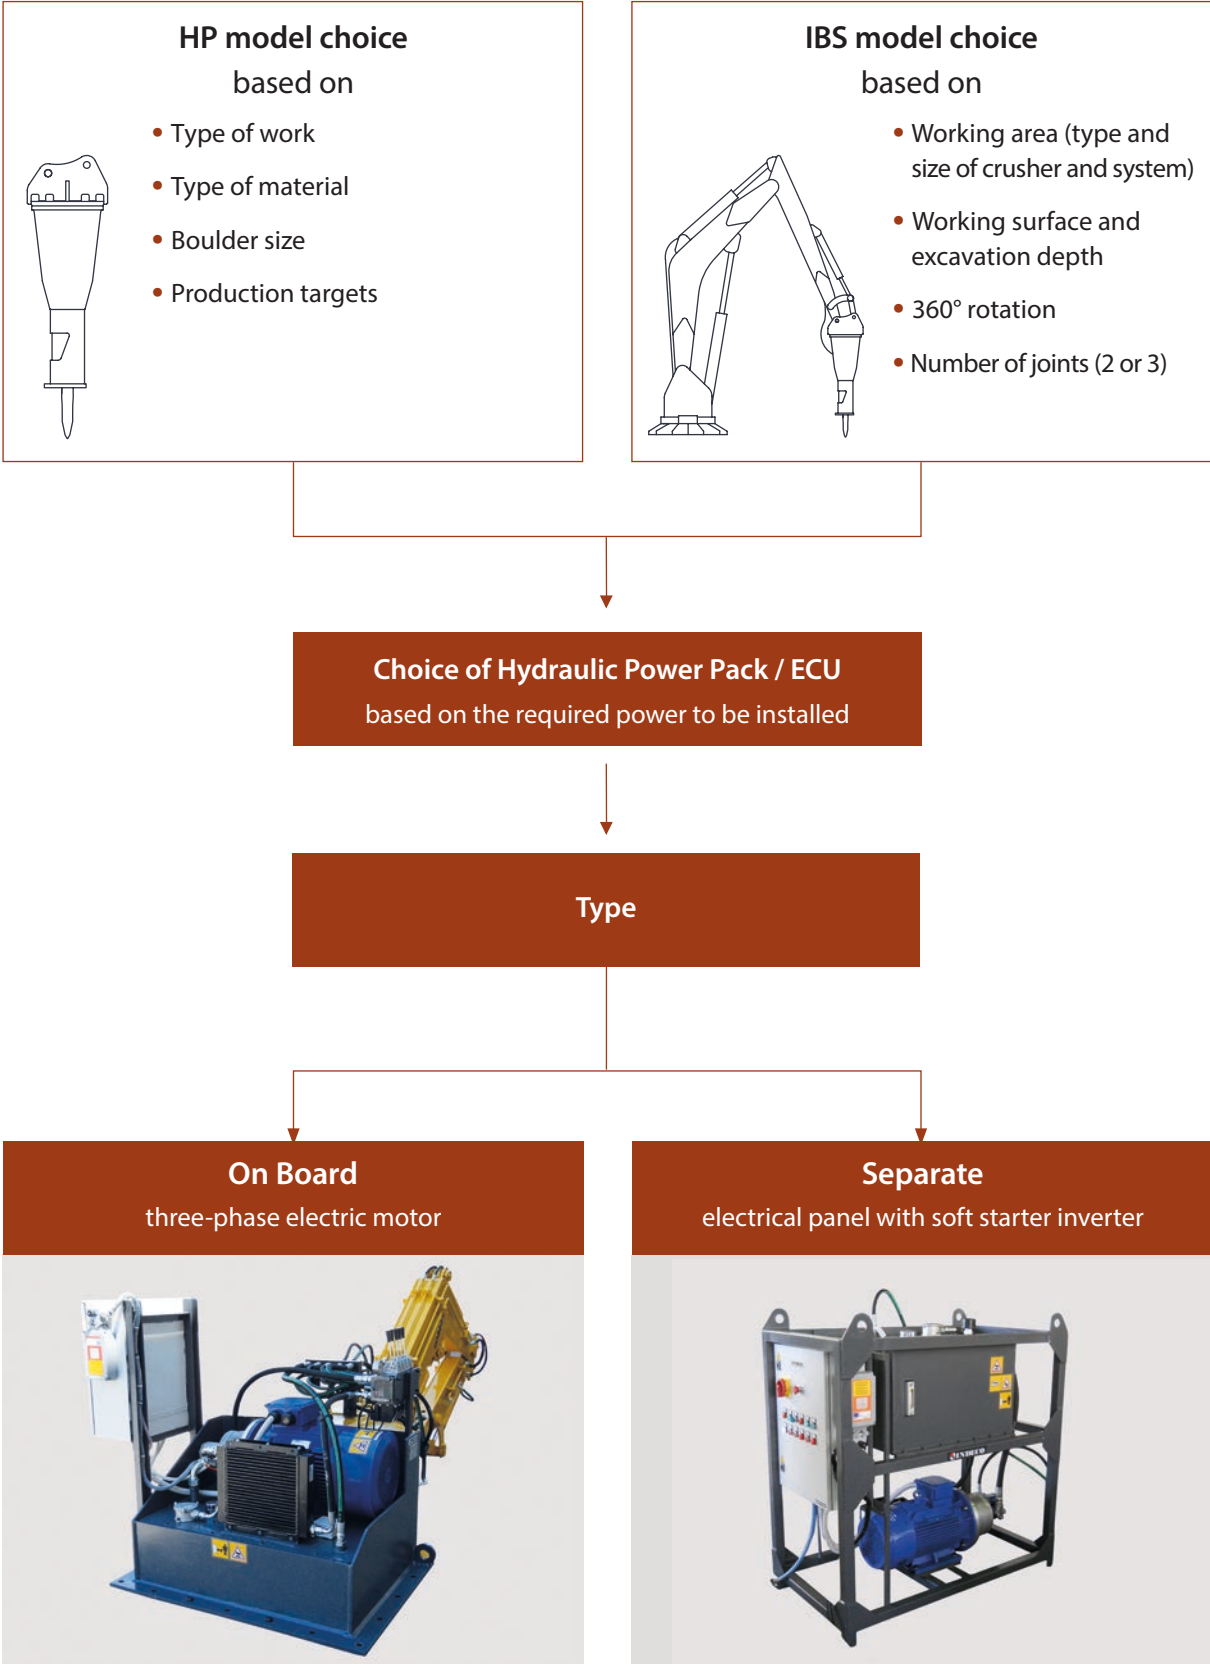 HP model choice
based on
• Type of work
• Type of material
• Boulder size
• Production targets
IBS model choice
based on
• Working area (type and
size of crusher and system)
• Working surface and
excavation depth
• 360° rotation
• Number of joints (2 or 3)
Choice of Hydraulic Power Pack / ECU
based on the required power to be installed
Type
On Board
three-phase electric motor
Separate
electrical panel with soft starter inverter
INDECO